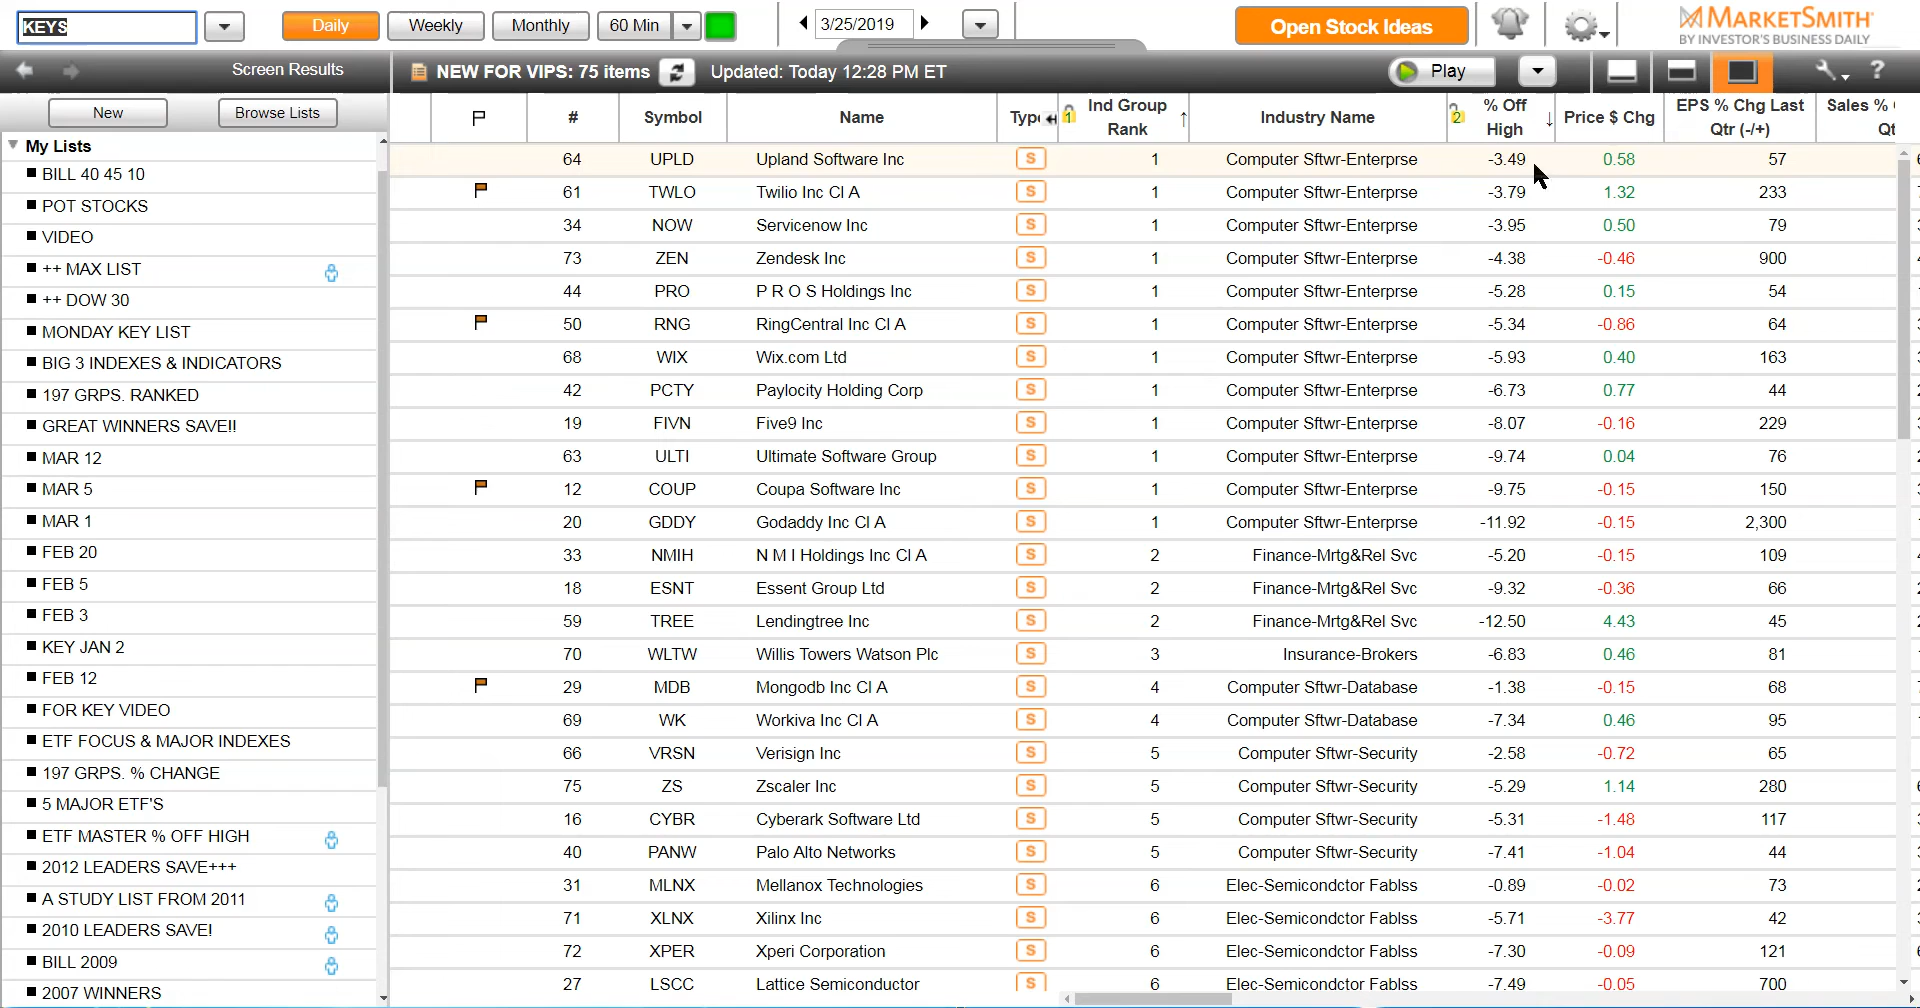 KEYS Daily Weekly Monthly 60 Min 3/25/2019 Open Stock Ideas MARKETSMITH
BY INVESTOR'S BUSINESS DAILY
Screen Results NEW FOR VIPS: 75 items Updated: Today 12:28 PM ET Play ?
New Browse Lists
My Lists
BILL 40 45 10
POT STOCKS
VIDEO
++ MAX LIST
++ DOW 30
MONDAY KEY LIST
BIG 3 INDEXES & INDICATORS
197 GRPS. RANKED
GREAT WINNERS SAVE!!
MAR 12
MAR 5
MAR 1
FEB 20
FEB 5
FEB 3
KEY JAN 2
FEB 12
FOR KEY VIDEO
ETF FOCUS & MAJOR INDEXES
197 GRPS. % CHANGE
5 MAJOR ETF'S
ETF MASTER % OFF HIGH
2012 LEADERS SAVE+++
A STUDY LIST FROM 2011
2010 LEADERS SAVE!
BILL 2009
2007 WINNERS
# Symbol Name Type 1 Ind Group Rank Industry Name 2 % Off High Price $ Chg EPS % Chg Last Qtr (-/+) Sales %
64 UPLD Upland Software Inc S 1 Computer Sftwr-Enterprse -3.49 0.58 57
61 TWLO Twilio Inc Cl A S 1 Computer Sftwr-Enterprse -3.79 1.32 233
34 NOW Servicenow Inc S 1 Computer Sftwr-Enterprse -3.95 0.50 79
73 ZEN Zendesk Inc S 1 Computer Sftwr-Enterprse -4.38 -0.46 900
44 PRO P R O S Holdings Inc S 1 Computer Sftwr-Enterprse -5.28 0.15 54
50 RNG RingCentral Inc Cl A S 1 Computer Sftwr-Enterprse -5.34 -0.86 64
68 WIX Wix.com Ltd S 1 Computer Sftwr-Enterprse -5.93 0.40 163
42 PCTY Paylocity Holding Corp S 1 Computer Sftwr-Enterprse -6.73 0.77 44
19 FIVN Five9 Inc S 1 Computer Sftwr-Enterprse -8.07 -0.16 229
63 ULTI Ultimate Software Group S 1 Computer Sftwr-Enterprse -9.74 0.04 76
12 COUP Coupa Software Inc S 1 Computer Sftwr-Enterprse -9.75 -0.15 150
20 GDDY Godaddy Inc Cl A S 1 Computer Sftwr-Enterprse -11.92 -0.15 2,300
33 NMIH N M I Holdings Inc Cl A S 2 Finance-Mrtg&Rel Svc -5.20 -0.15 109
18 ESNT Essent Group Ltd S 2 Finance-Mrtg&Rel Svc -9.32 -0.36 66
59 TREE Lendingtree Inc S 2 Finance-Mrtg&Rel Svc -12.50 4.43 45
70 WLTW Willis Towers Watson Plc S 3 Insurance-Brokers -6.83 0.46 81
29 MDB Mongodb Inc Cl A S 4 Computer Sftwr-Database -1.38 -0.15 68
69 WK Workiva Inc Cl A S 4 Computer Sftwr-Database -7.34 0.46 95
66 VRSN Verisign Inc S 5 Computer Sftwr-Security -2.58 -0.72 65
75 ZS Zscaler Inc S 5 Computer Sftwr-Security -5.29 1.14 280
16 CYBR Cyberark Software Ltd S 5 Computer Sftwr-Security -5.31 -1.48 117
40 PANW Palo Alto Networks S 5 Computer Sftwr-Security -7.41 -1.04 44
31 MLNX Mellanox Technologies S 6 Elec-Semicondctor Fablss -0.89 -0.02 73
71 XLNX Xilinx Inc S 6 Elec-Semicondctor Fablss -5.71 -3.77 42
72 XPER Xperi Corporation S 6 Elec-Semicondctor Fablss -7.30 -0.09 121
27 LSCC Lattice Semiconductor S 6 Elec-Semicondctor Fablss -7.49 -0.05 700